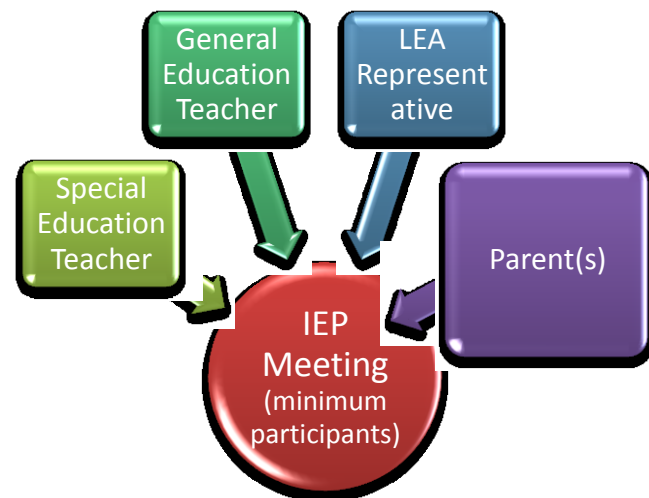 General
Education
Teacher
LEA
Represent
ative
Special
Education
Teacher
Parent(s)
IEP
Meeting
(minimum
participants)